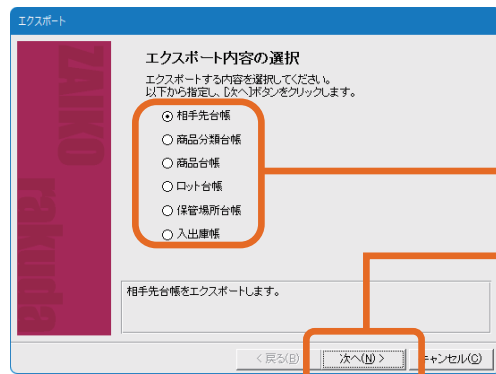 エクスポート
ZAIKO
rakuda
エクスポート内容の選択
エクスポートする内容を選択してください。
以下から指定し、[次へ]ボタンをクリックします。
相手先台帳
商品分類台帳
商品台帳
ロット台帳
保管場所台帳
入出庫帳
相手先台帳をエクスポートします。
< 戻る(B) 次へ(N) > キャンセル(C)